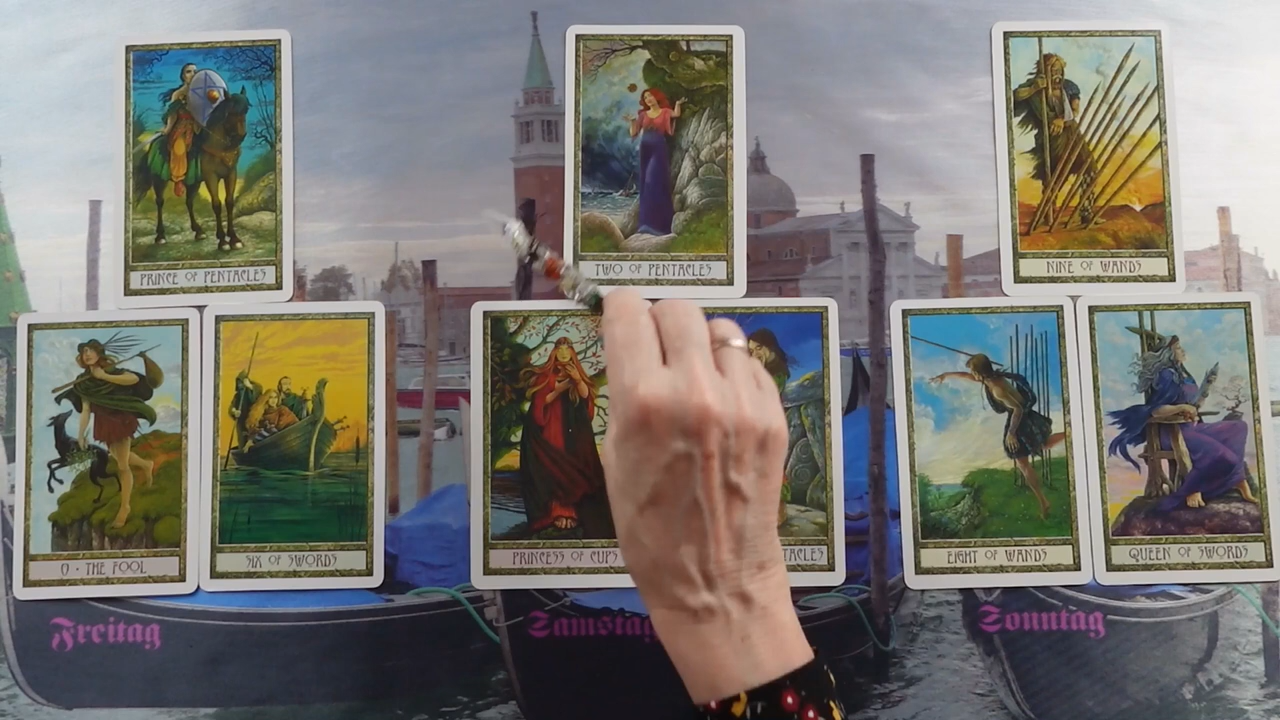 PRINCE OF PENTACLES
TWO OF PENTACLES
NINE OF WANDS
0 • THE FOOL
SIX OF SWORDS
PRINCESS OF CUPS
TACLES
EIGHT OF WANDS
QUEEN OF SWORDS
Freitag
Samstag
Sonntag